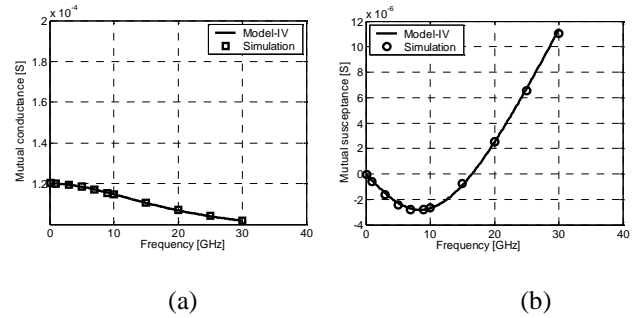 x 10^-4
2
1.8
1.6
1.4
1.2
0 10 20 30 40
Mutual conductance [S]
Frequency [GHz]
Model-IV
Simulation
(a)
x 10^-6
12
10
8
6
4
2
0
-2
-4
0 10 20 30 40
Mutual susceptance [S]
Frequency [GHz]
Model-IV
Simulation
(b)